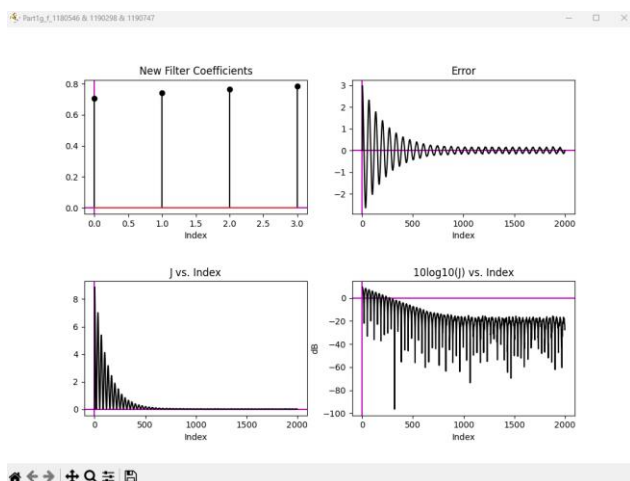 Part1g_f_1180546 & 1190298 & 1190747
New Filter Coefficients
0.8
0.6
0.4
0.2
0.0
0.0 0.5 1.0 1.5 2.0 2.5 3.0
Index
Error
3
2
1
0
−1
−2
0 500 1000 1500 2000
Index
J vs. Index
8
6
4
2
0
0 500 1000 1500 2000
Index
10log10(J) vs. Index
dB
0
−20
−40
−60
−80
−100
0 500 1000 1500 2000
Index